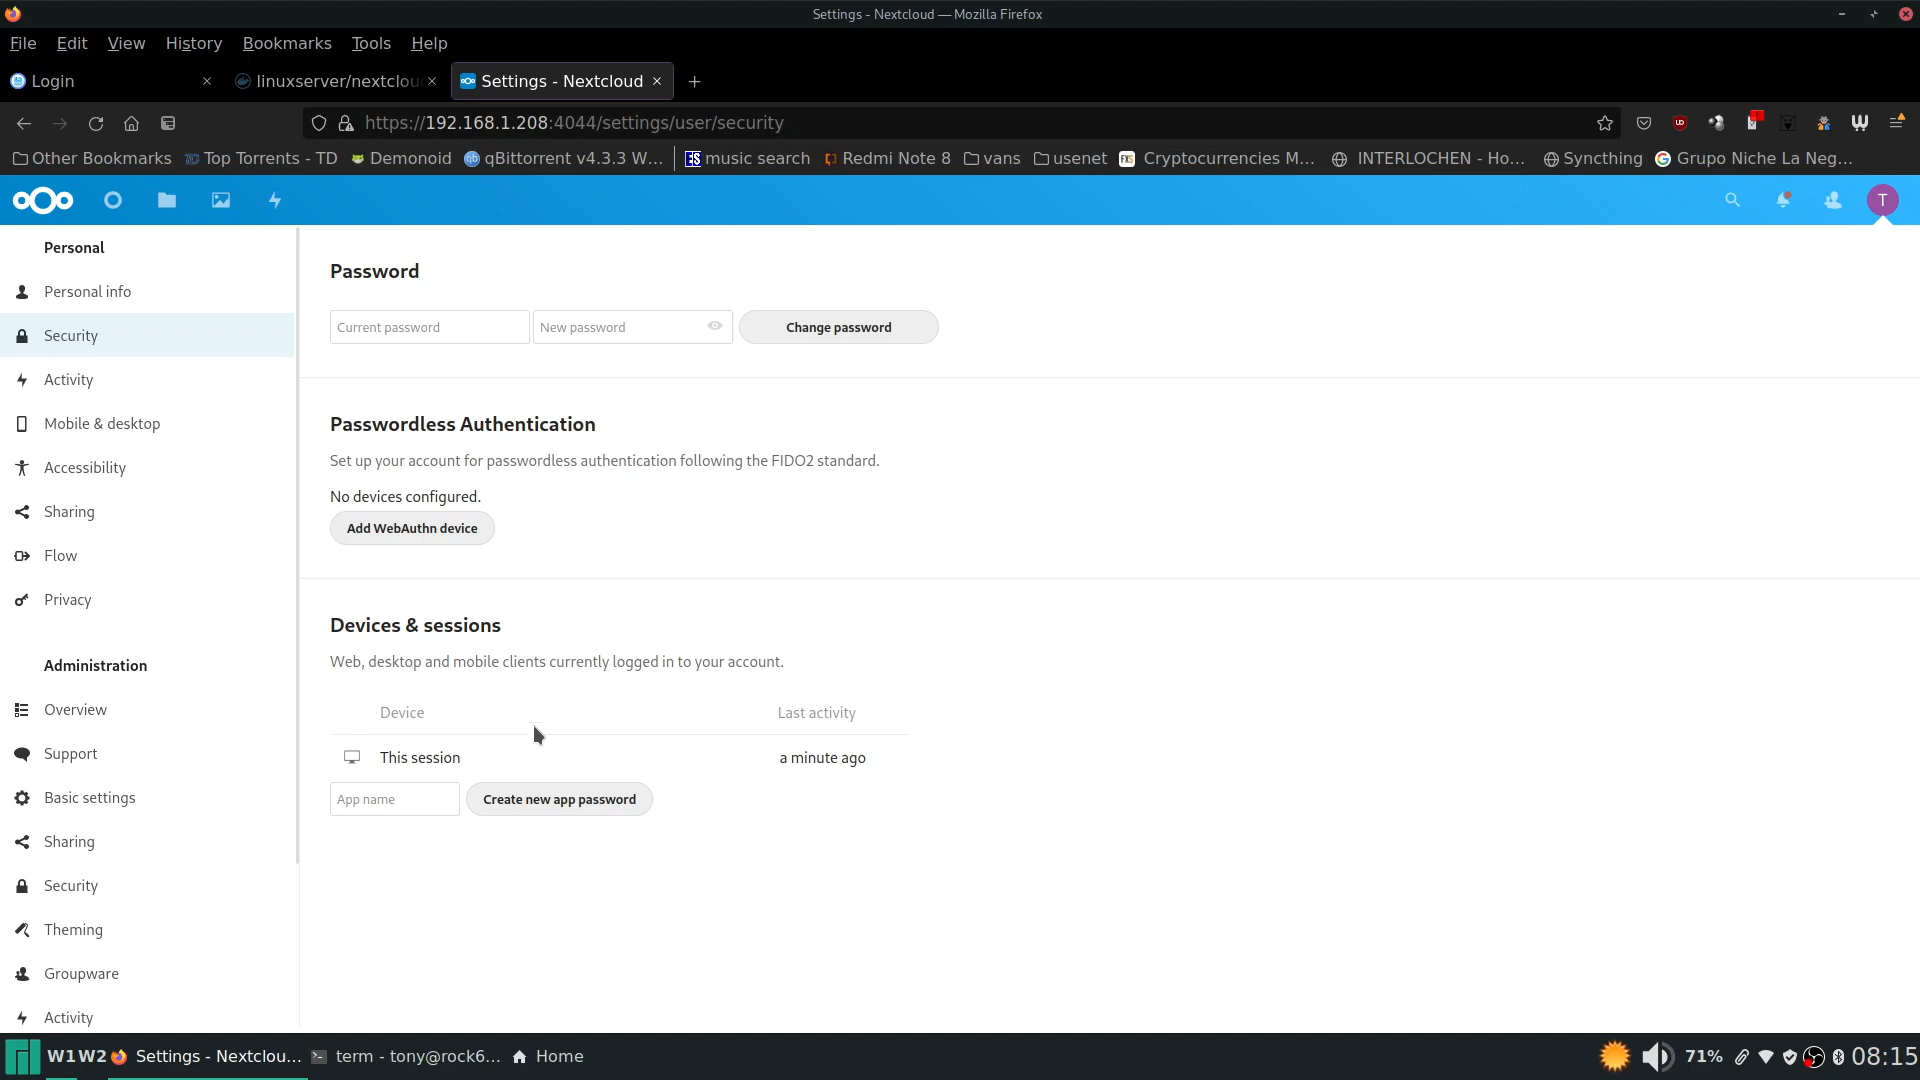 Settings - Nextcloud — Mozilla Firefox
File Edit View History Bookmarks Tools Help
Login
linuxserver/nextclou
Settings - Nextcloud
https://192.168.1.208:4044/settings/user/security
Other Bookmarks Top Torrents - TD Demonoid qBittorrent v4.3.3 W... music search Redmi Note 8 vans usenet Cryptocurrencies M... INTERLOCHEN - Ho... Syncthing Grupo Niche La Neg...
T
Personal
Personal info
Security
Activity
Mobile & desktop
Accessibility
Sharing
Flow
Privacy
Administration
Overview
Support
Basic settings
Sharing
Security
Theming
Groupware
Activity
Password
Current password New password Change password
Passwordless Authentication
Set up your account for passwordless authentication following the FIDO2 standard.
No devices configured.
Add WebAuthn device
Devices & sessions
Web, desktop and mobile clients currently logged in to your account.
Device Last activity
This session a minute ago
App name Create new app password
W1 W2 Settings - Nextclou... term - tony@rock6... Home 71% 08:15